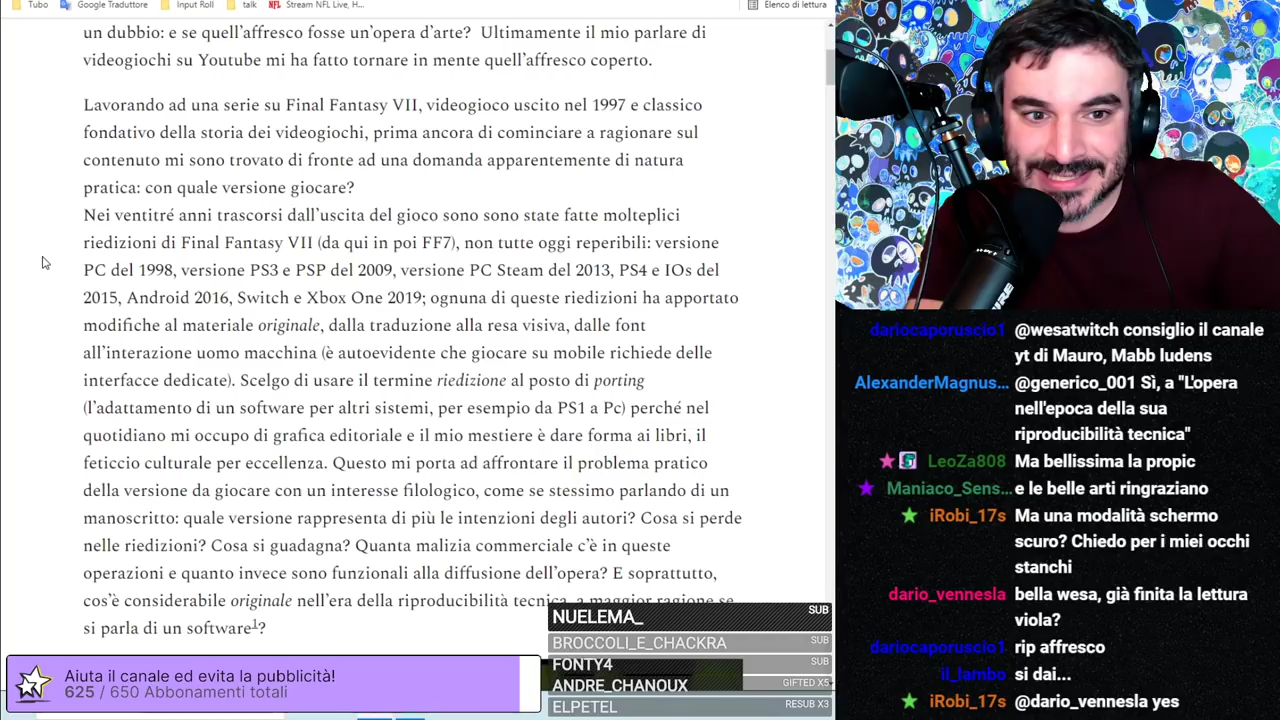 Tubo
Google Traduttore
Input Roll
talk
Stream NFL Live, H...
Elenco di lettura
un dubbio: e se quell'affresco fosse un'opera d'arte? Ultimamente il mio parlare di
videogiochi su Youtube mi ha fatto tornare in mente quell'affresco coperto.
Lavorando ad una serie su Final Fantasy VII, videogioco uscito nel 1997 e classico
fondativo della storia dei videogiochi, prima ancora di cominciare a ragionare sul
contenuto mi sono trovato di fronte ad una domanda apparentemente di natura
pratica: con quale versione giocare?
Nei ventitré anni trascorsi dall'uscita del gioco sono sono state fatte molteplici
riedizioni di Final Fantasy VII (da qui in poi FF7), non tutte oggi reperibili: versione
PC del 1998, versione PS3 e PSP del 2009, versione PC Steam del 2013, PS4 e IOs del
2015, Android 2016, Switch e Xbox One 2019; ognuna di queste riedizioni ha apportato
modifiche al materiale originale, dalla traduzione alla resa visiva, dalle font
all'interazione uomo macchina (è autoevidente che giocare su mobile richiede delle
interfacce dedicate). Scelgo di usare il termine riedizione al posto di porting
(l'adattamento di un software per altri sistemi, per esempio da PS1 a Pc) perché nel
quotidiano mi occupo di grafica editoriale e il mio mestiere è dare forma ai libri, il
feticcio culturale per eccellenza. Questo mi porta ad affrontare il problema pratico
della versione da giocare con un interesse filologico, come se stessimo parlando di un
manoscritto: quale versione rappresenta di più le intenzioni degli autori? Cosa si perde
nelle riedizioni? Cosa si guadagna? Quanta malizia commerciale c'è in queste
operazioni e quanto invece sono funzionali alla diffusione dell'opera? E soprattutto,
cos'è considerabile originale nell'era della riproducibilità tecnica, a maggior ragione se
si parla di un software¹?
Aiuta il canale ed evita la pubblicità!
625 / 650 Abbonamenti totali
NUELEMA_ SUB
BROCCOLI_E_CHACKRA SUB
FONTY4 SUB
ANDRE_CHANOUX GIFTED X5
ELPETEL RESUB X3
dariocaporuscio1 @wesatwitch consiglio il canale
yt di Mauro, Mabb ludens
AlexanderMagnus... @generico_001 Sì, a "L'opera
nell'epoca della sua
riproducibilità tecnica"
LeoZa808 Ma bellissima la propic
Maniaco_Sens... e le belle arti ringraziano
iRobi_17s Ma una modalità schermo
scuro? Chiedo per i miei occhi
stanchi
dario_vennesla bella wesa, già finita la lettura
viola?
dariocaporuscio1 rip affresco
il_lambo si dai...
iRobi_17s @dario_vennesla yes